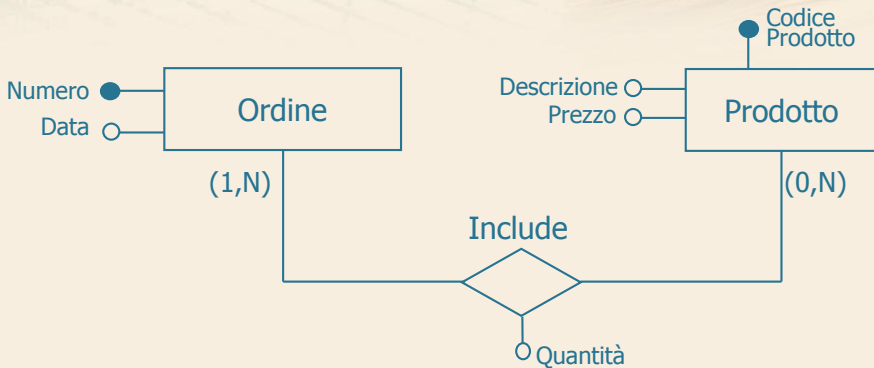 Codice
Prodotto
Numero
Data
Ordine
Descrizione
Prezzo
Prodotto
(1,N)
(0,N)
Include
Quantità